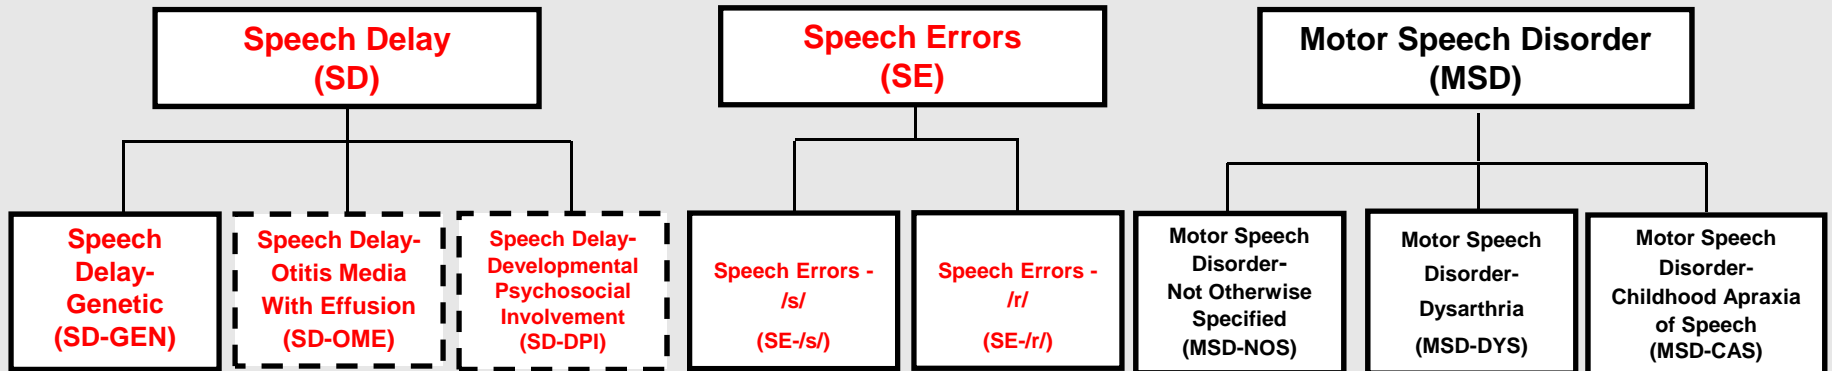 Speech Delay
(SD)
Speech Errors
(SE)
Motor Speech Disorder
(MSD)
Speech
Delay-
Genetic
(SD-GEN)
Speech Delay-
Otitis Media
With Effusion
(SD-OME)
Speech Delay-
Developmental
Psychosocial
Involvement
(SD-DPI)
Speech Errors -
/s/
(SE-/s/)
Speech Errors -
/r/
(SE-/r/)
Motor Speech
Disorder-
Not Otherwise
Specified
(MSD-NOS)
Motor Speech
Disorder-
Dysarthria
(MSD-DYS)
Motor Speech
Disorder-
Childhood Apraxia
of Speech
(MSD-CAS)